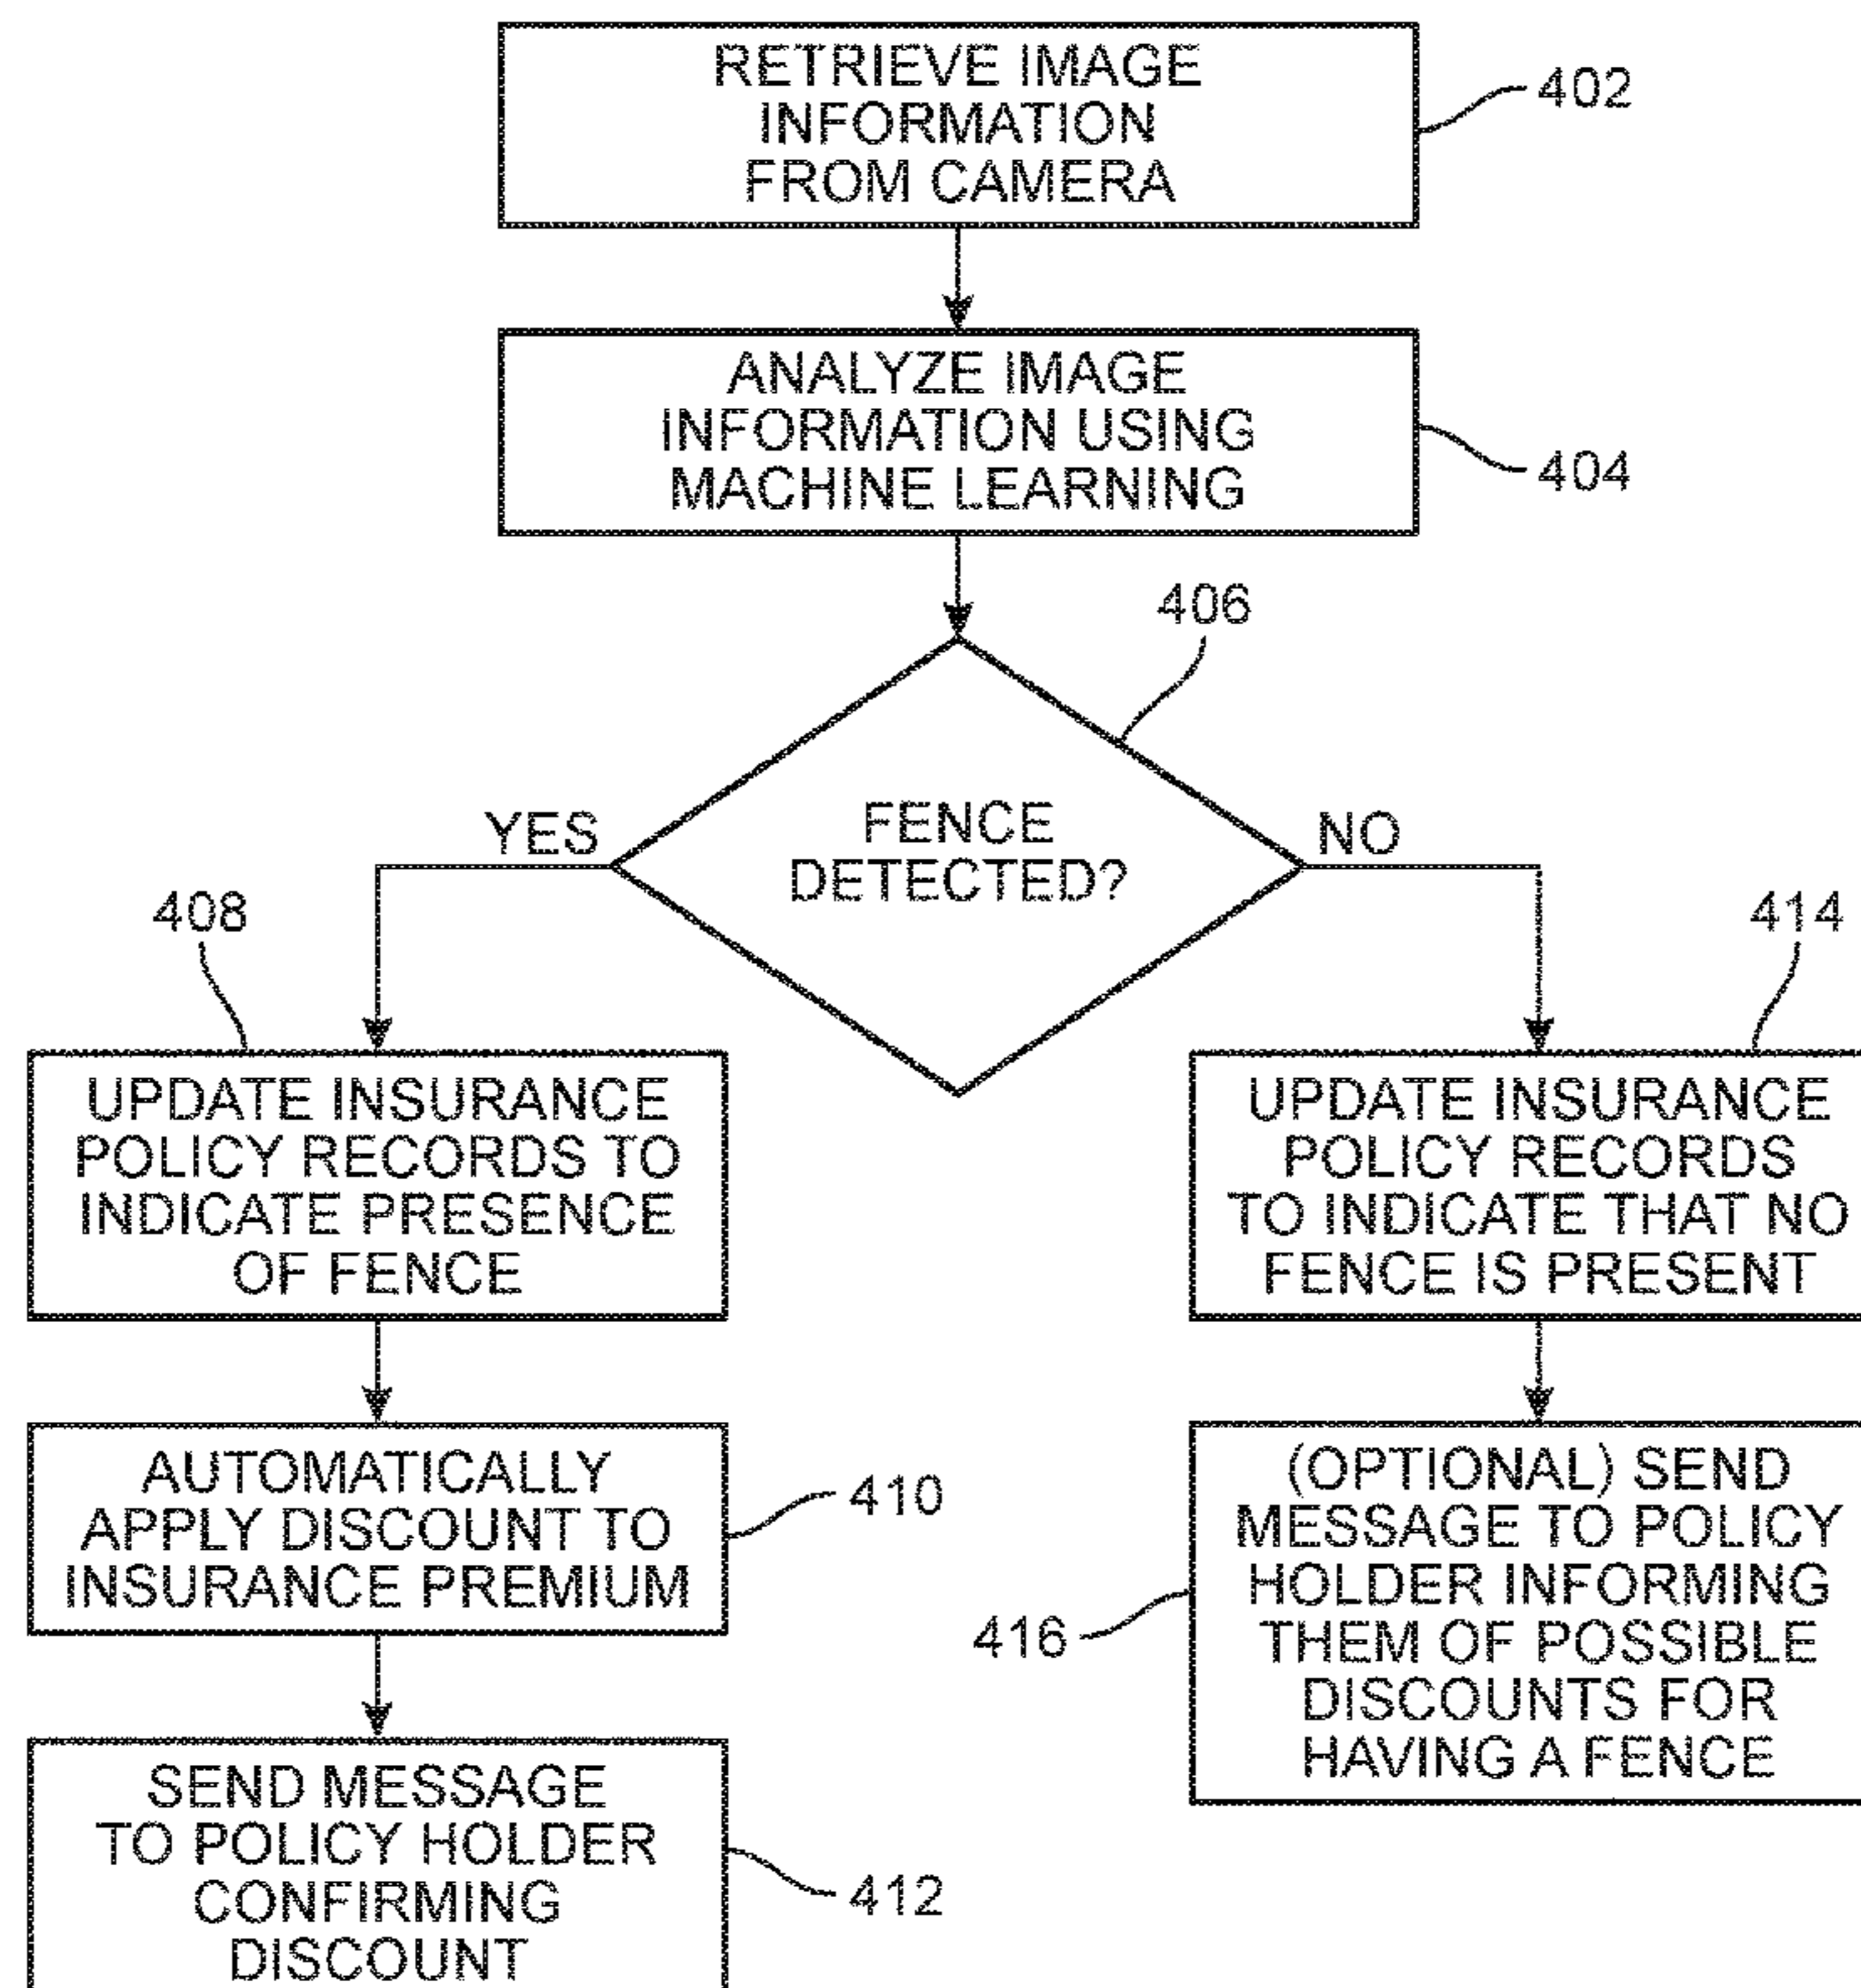 RETRIEVE IMAGE
INFORMATION
FROM CAMERA
402
ANALYZE IMAGE
INFORMATION USING
MACHINE LEARNING
404
406
FENCE
DETECTED?
YES
NO
408
UPDATE INSURANCE
POLICY RECORDS TO
INDICATE PRESENCE
OF FENCE
AUTOMATICALLY
APPLY DISCOUNT TO
INSURANCE PREMIUM
410
SEND MESSAGE
TO POLICY HOLDER
CONFIRMING
DISCOUNT
412
414
UPDATE INSURANCE
POLICY RECORDS
TO INDICATE THAT NO
FENCE IS PRESENT
(OPTIONAL) SEND
MESSAGE TO POLICY
HOLDER INFORMING
THEM OF POSSIBLE
DISCOUNTS FOR
HAVING A FENCE
416